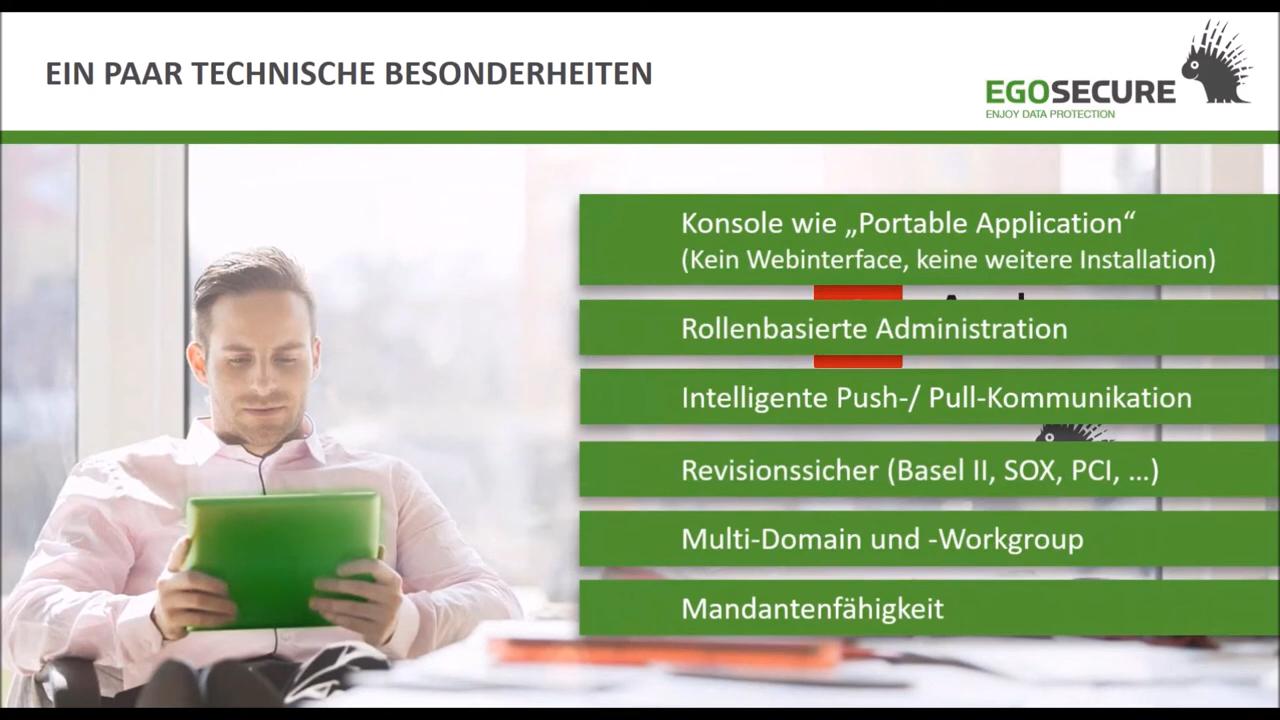 EIN PAAR TECHNISCHE BESONDERHEITEN
EGOSECURE
ENJOY DATA PROTECTION
Konsole wie „Portable Application“
(Kein Webinterface, keine weitere Installation)
Rollenbasierte Administration
Intelligente Push-/ Pull-Kommunikation
Revisionssicher (Basel II, SOX, PCI, ...)
Multi-Domain und -Workgroup
Mandantenfähigkeit